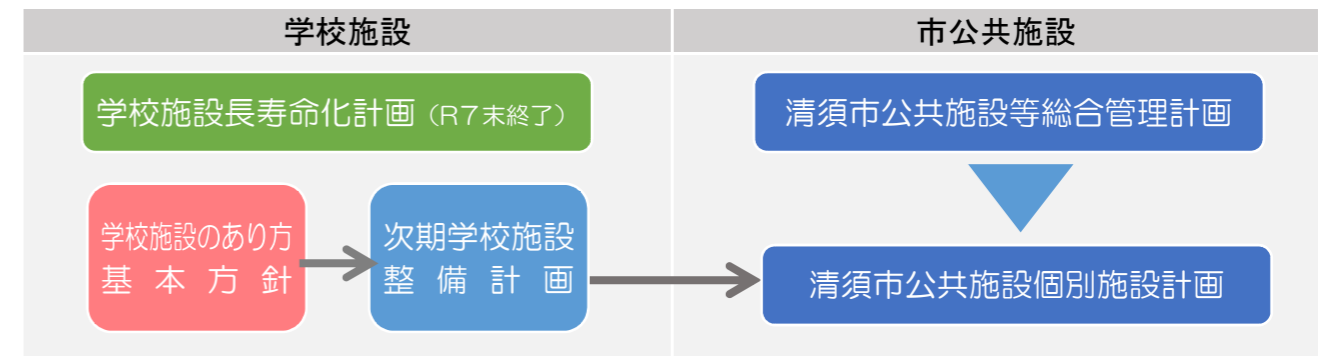 学校施設
市公共施設
学校施設長寿命化計画（R７末終了）
清須市公共施設等総合管理計画
学校施設のあり方
基本方針
次期学校施設
整備計画
清須市公共施設個別施設計画